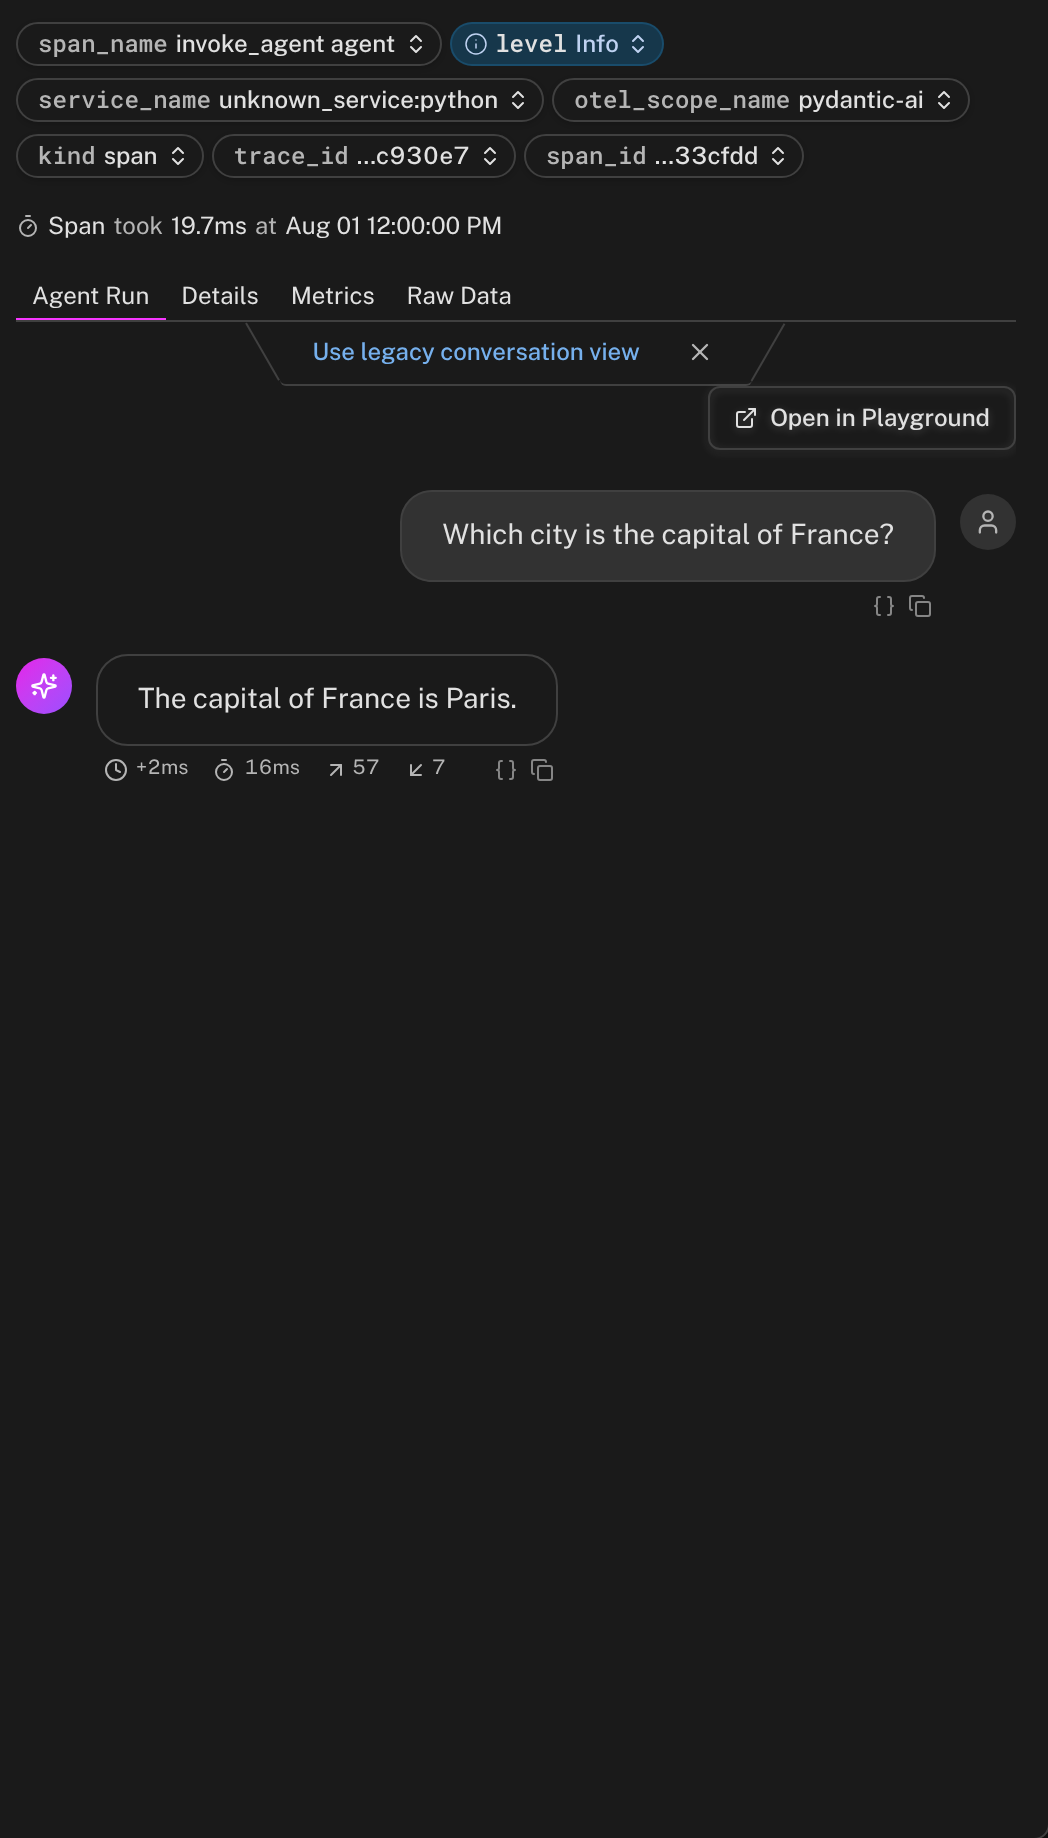 span_name invoke_agent agent level Info
service_name unknown_service:python otel_scope_name pydantic-ai
kind span trace_id ...c930e7 span_id ...33cfdd
Span took 19.7ms at Aug 01 12:00:00 PM
Agent Run Details Metrics Raw Data
Use legacy conversation view
Open in Playground
Which city is the capital of France?
{}
The capital of France is Paris.
+2ms 16ms 57 7 {}